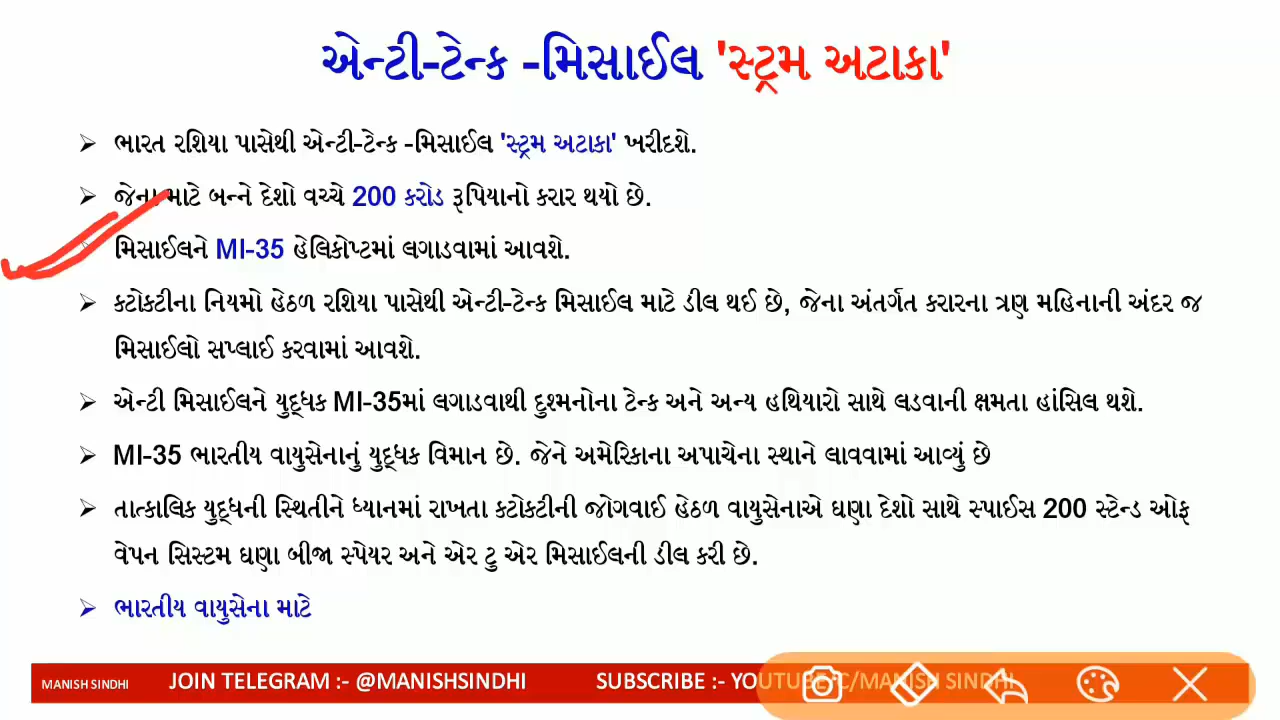 એન્ટી-ટેન્ક -મિસાઈલ 'સ્ટ્રમ અટાકા'
ભારત રશિયા પાસેથી એન્ટી-ટેન્ક -મિસાઈલ 'સ્ટ્રમ અટાકા' ખરીદશે.
જેના માટે બન્ને દેશો વચ્ચે 200 કરોડ રૂપિયાનો કરાર થયો છે.
મિસાઈલને MI-35 હેલિકોપ્ટમાં લગાડવામાં આવશે.
કટોકટીના નિયમો હેઠળ રશિયા પાસેથી એન્ટી-ટેન્ક મિસાઈલ માટે ડીલ થઈ છે, જેના અંતર્ગત કરારના ત્રણ મહિનાની અંદર જ
મિસાઈલો સપ્લાઈ કરવામાં આવશે.
એન્ટી મિસાઈલને યુદ્ધક MI-35માં લગાડવાથી દુશ્મનોના ટેન્ક અને અન્ય હથિયારો સાથે લડવાની ક્ષમતા હાંસિલ થશે.
MI-35 ભારતીય વાયુસેનાનું યુદ્ધક વિમાન છે. જેને અમેરિકાના અપાચેના સ્થાને લાવવામાં આવ્યું છે
તાત્કાલિક યુદ્ધની સ્થિતીને ધ્યાનમાં રાખતા કટોકટીની જોગવાઈ હેઠળ વાયુસેનાએ ઘણા દેશો સાથે સ્પાઈસ 200 સ્ટેન્ડ ઓફ
વેપન સિસ્ટમ ઘણા બીજા સ્પેયર અને એર ટુ એર મિસાઈલની ડીલ કરી છે.
ભારતીય વાયુસેના માટે
MANISH SINDHI JOIN TELEGRAM :- @MANISHSINDHI SUBSCRIBE :- YOUTUBE/C/MANISH SINDHI